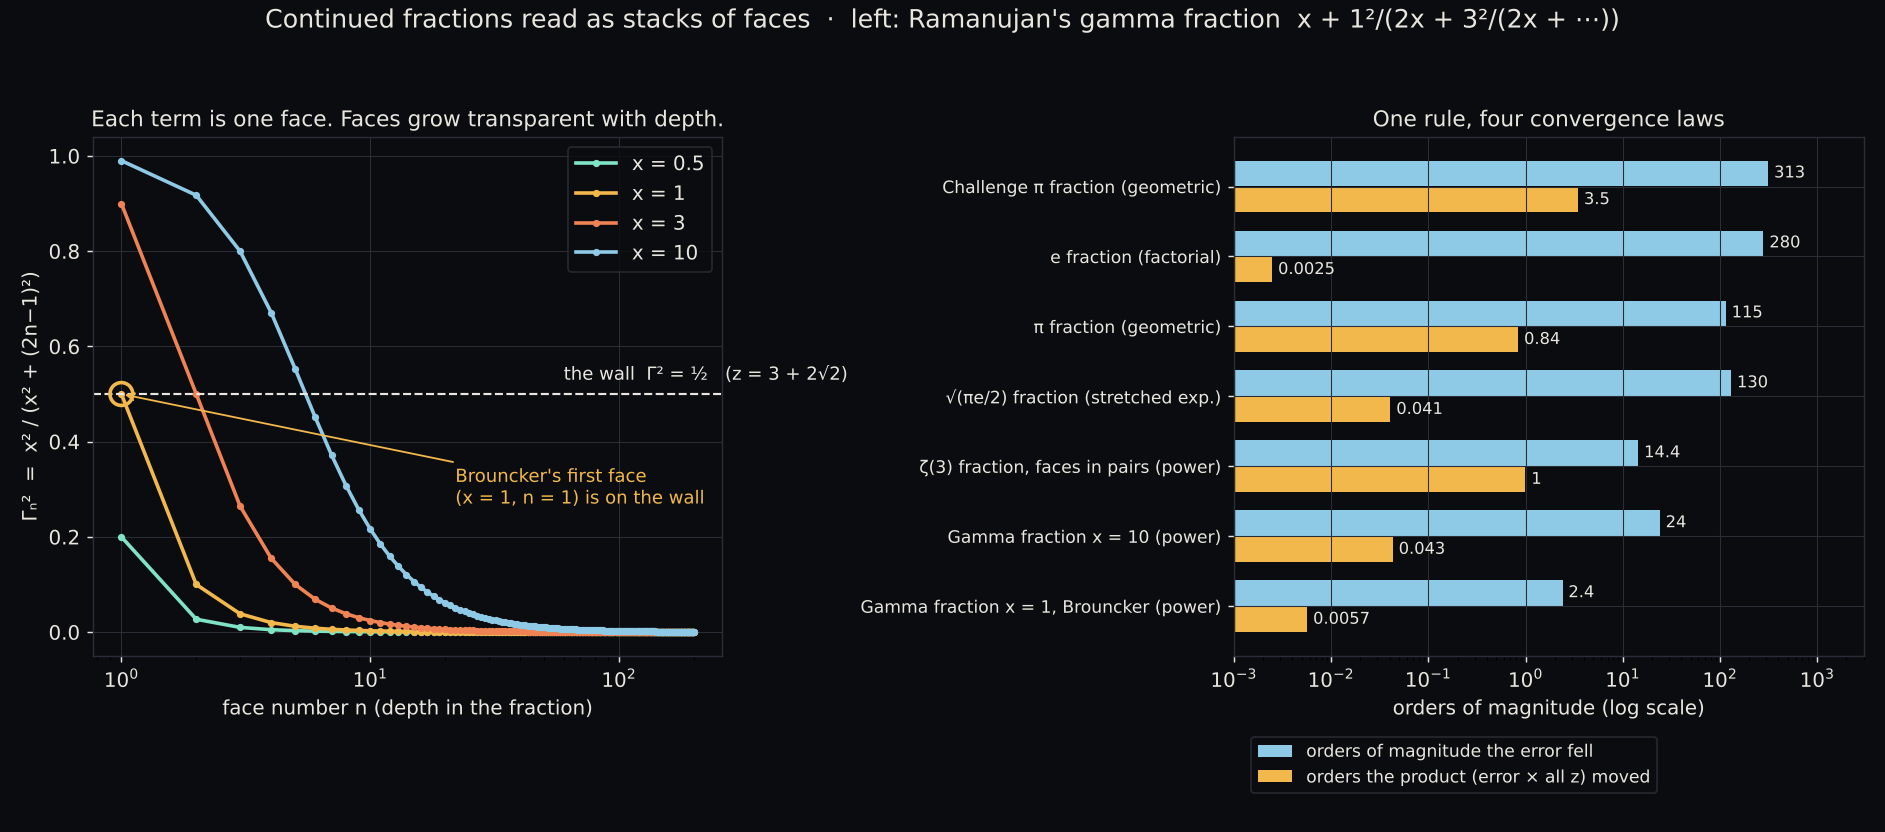 Continued fractions read as stacks of faces · left: Ramanujan's gamma fraction x + 1²/(2x + 3²/(2x + ⋯))
Each term is one face. Faces grow transparent with depth.
Γₙ² = x² / (x² + (2n−1)²)
1.0
0.8
0.6
0.4
0.2
0.0
x = 0.5
x = 1
x = 3
x = 10
the wall Γ² = ½ (z = 3 + 2√2)
Brouncker's first face
(x = 1, n = 1) is on the wall
10⁰ 10¹ 10²
face number n (depth in the fraction)
One rule, four convergence laws
Challenge π fraction (geometric)
313
3.5
e fraction (factorial)
280
0.0025
π fraction (geometric)
115
0.84
√(πe/2) fraction (stretched exp.)
130
0.041
ζ(3) fraction, faces in pairs (power)
14.4
1
Gamma fraction x = 10 (power)
24
0.043
Gamma fraction x = 1, Brouncker (power)
2.4
0.0057
10⁻³ 10⁻² 10⁻¹ 10⁰ 10¹ 10² 10³
orders of magnitude (log scale)
orders of magnitude the error fell
orders the product (error × all z) moved